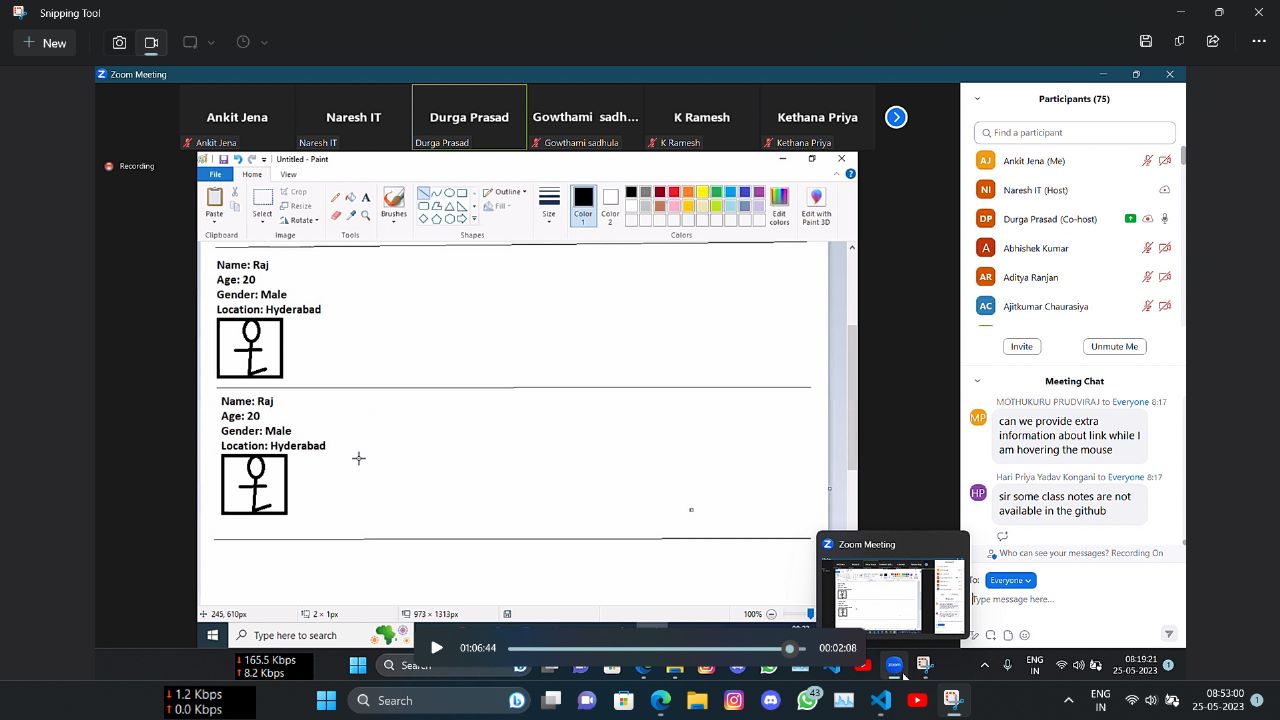 Snipping Tool
New
Zoom Meeting
Ankit Jena
Naresh IT
Durga Prasad
Gowthami sadh...
K Ramesh
Kethana Priya
Ankit Jena
Naresh IT
Durga Prasad
Gowthami sadhula
K Ramesh
Kethana Priya
Recording
Untitled - Paint
File
Home
View
Paste
Clipboard
Select
Crop
Resize
Rotate
Image
Tools
Brushes
Shapes
Outline
Fill
Size
Color
1
Color
2
Edit
colors
Edit with
Paint 3D
Colors
Name: Raj
Age: 20
Gender: Male
Location: Hyderabad
Name: Raj
Age: 20
Gender: Male
Location: Hyderabad
245, 610px
2 × 1px
973 × 1313px
100%
Type here to search
Participants (75)
Find a participant
AJ Ankit Jena (Me)
NI Naresh IT (Host)
DP Durga Prasad (Co-host)
A Abhishek Kumar
AR Aditya Ranjan
AC Ajitkumar Chaurasiya
Invite
Unmute Me
Meeting Chat
MOTHUKURU PRUDVIRAJ to Everyone 8:17
MP
can we provide extra
information about link while I
am hovering the mouse
Hari Priya Yadav Kongani to Everyone 8:17
HP
sir some class notes are not
available in the github
Who can see your messages? Recording On
To: Everyone
Type message here...
Zoom Meeting
01:06:44
00:02:08
165.5 Kbps
8.2 Kbps
Search
zoom
ENG
IN
08:19:21
25-05-2023
1
1.2 Kbps
0.0 Kbps
Search
43
ENG
IN
08:53:00
25-05-2023
1